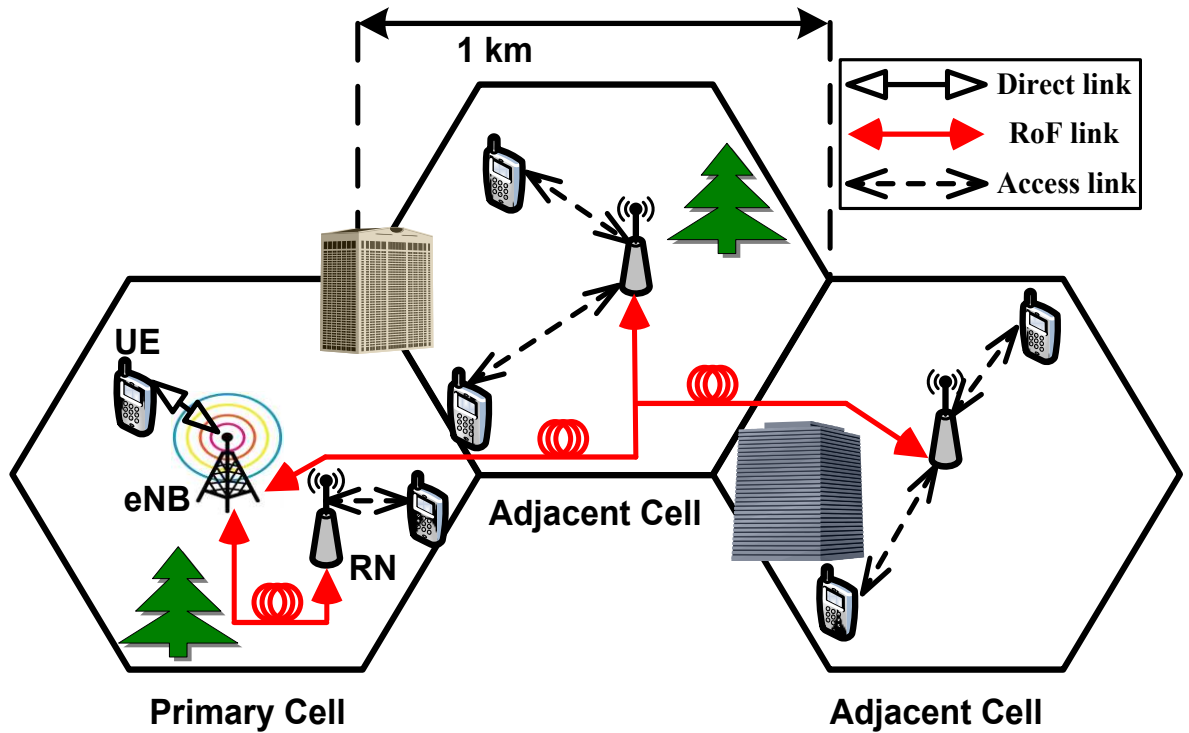 1 km
Direct link
RoF link
Access link
UE
eNB
RN
Adjacent Cell
Primary Cell
Adjacent Cell